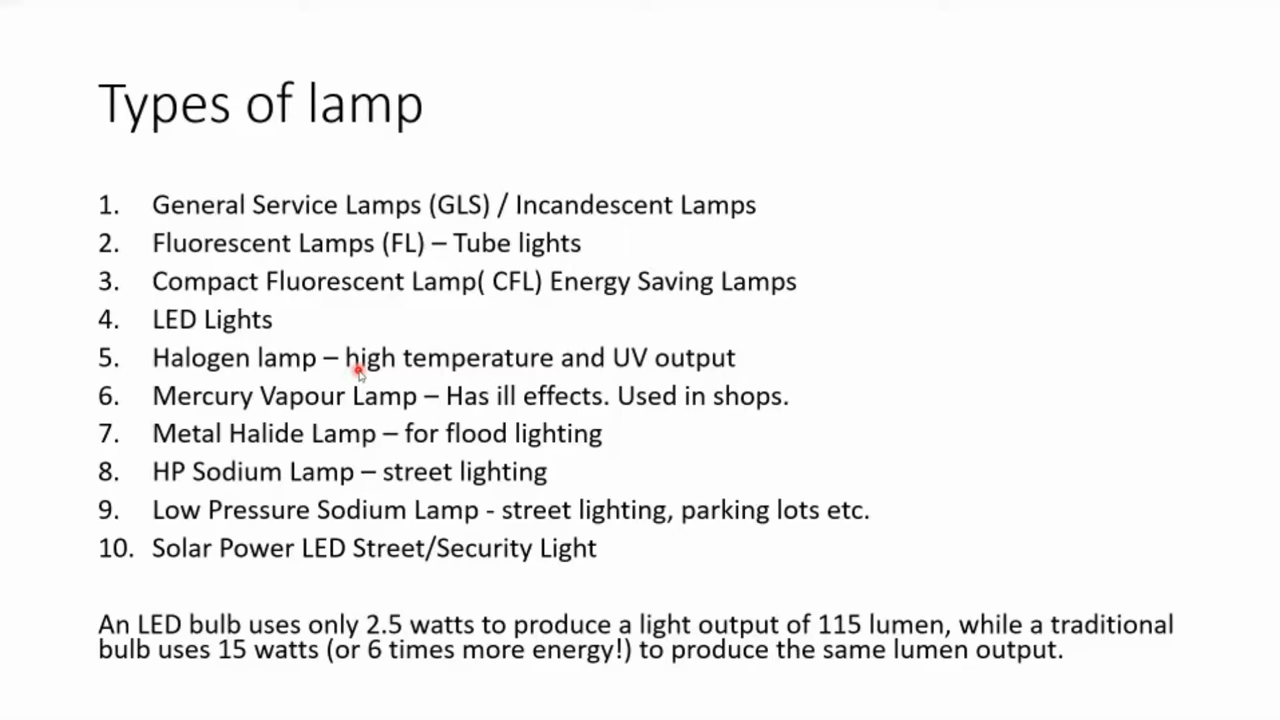 Types of lamp
1. General Service Lamps (GLS) / Incandescent Lamps
2. Fluorescent Lamps (FL) – Tube lights
3. Compact Fluorescent Lamp( CFL) Energy Saving Lamps
4. LED Lights
5. Halogen lamp – high temperature and UV output
6. Mercury Vapour Lamp – Has ill effects. Used in shops.
7. Metal Halide Lamp – for flood lighting
8. HP Sodium Lamp – street lighting
9. Low Pressure Sodium Lamp - street lighting, parking lots etc.
10. Solar Power LED Street/Security Light
An LED bulb uses only 2.5 watts to produce a light output of 115 lumen, while a traditional
bulb uses 15 watts (or 6 times more energy!) to produce the same lumen output.